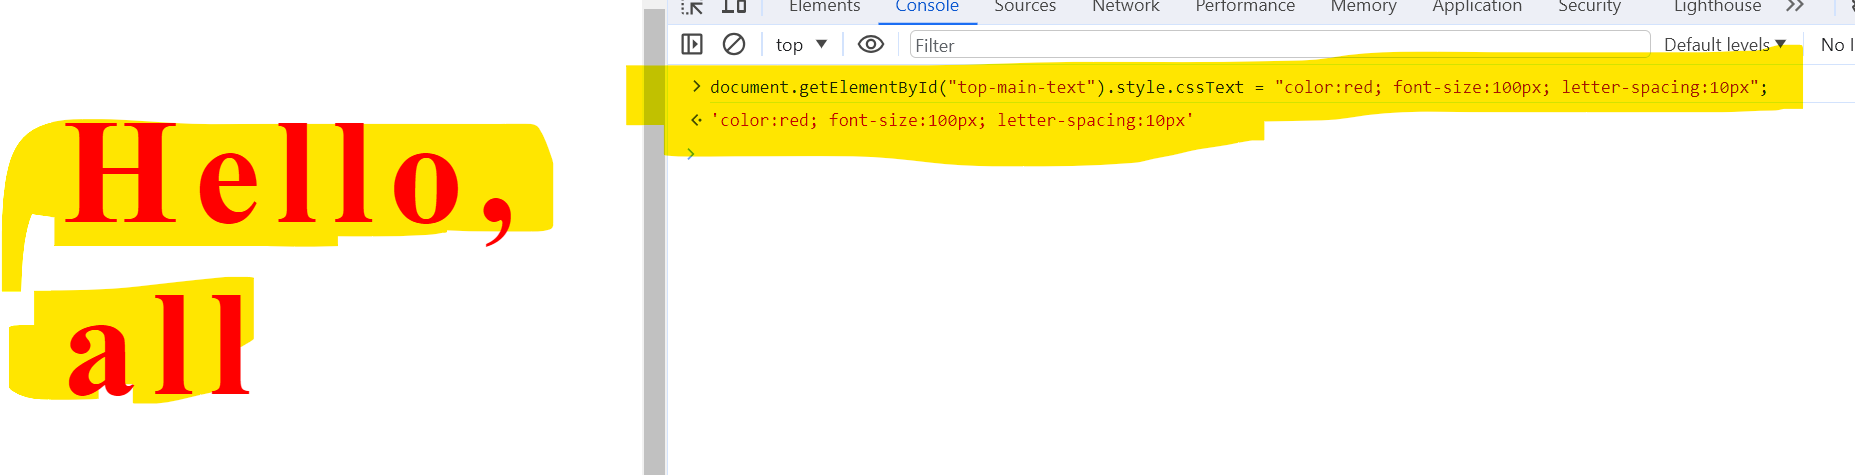 Elements Console Sources Network Performance Memory Application Security Lighthouse
top Filter Default levels No I
document.getElementById("top-main-text").style.cssText = "color:red; font-size:100px; letter-spacing:10px";
'color:red; font-size:100px; letter-spacing:10px'
Hello,
all